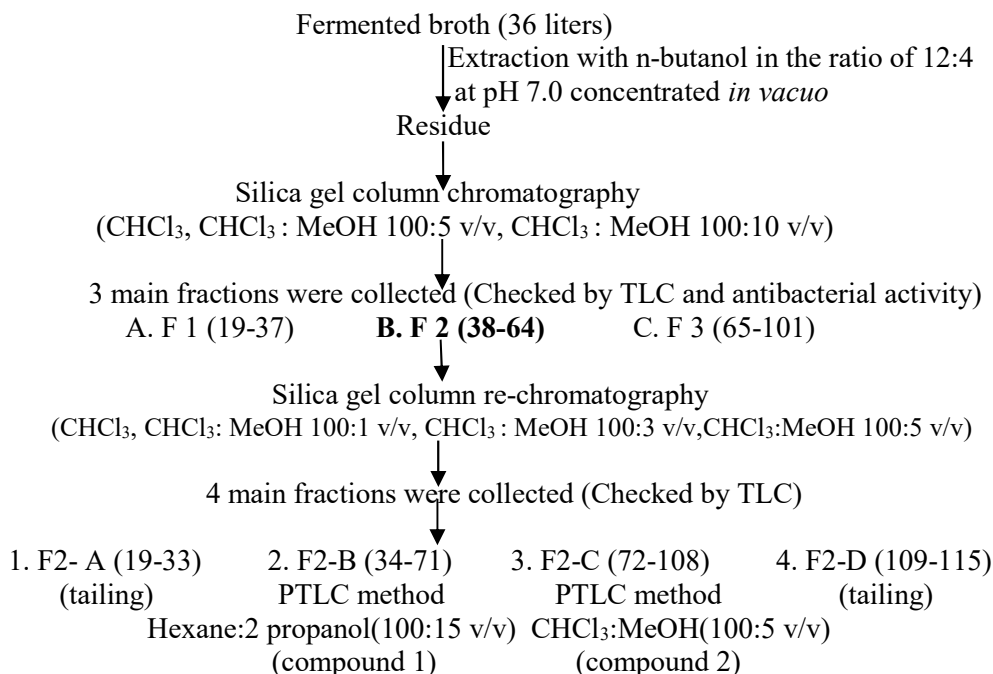 Fermented broth (36 liters)
Extraction with n-butanol in the ratio of 12:4
at pH 7.0 concentrated in vacuo
Residue
Silica gel column chromatography
(CHCl₃, CHCl₃ : MeOH 100:5 v/v, CHCl₃ : MeOH 100:10 v/v)
3 main fractions were collected (Checked by TLC and antibacterial activity)
A. F 1 (19-37) B. F 2 (38-64) C. F 3 (65-101)
Silica gel column re-chromatography
(CHCl₃, CHCl₃: MeOH 100:1 v/v, CHCl₃ : MeOH 100:3 v/v,CHCl₃:MeOH 100:5 v/v)
4 main fractions were collected (Checked by TLC)
1. F2- A (19-33) 2. F2-B (34-71) 3. F2-C (72-108) 4. F2-D (109-115)
(tailing) PTLC method PTLC method (tailing)
Hexane:2 propanol(100:15 v/v) CHCl₃:MeOH(100:5 v/v)
(compound 1) (compound 2)